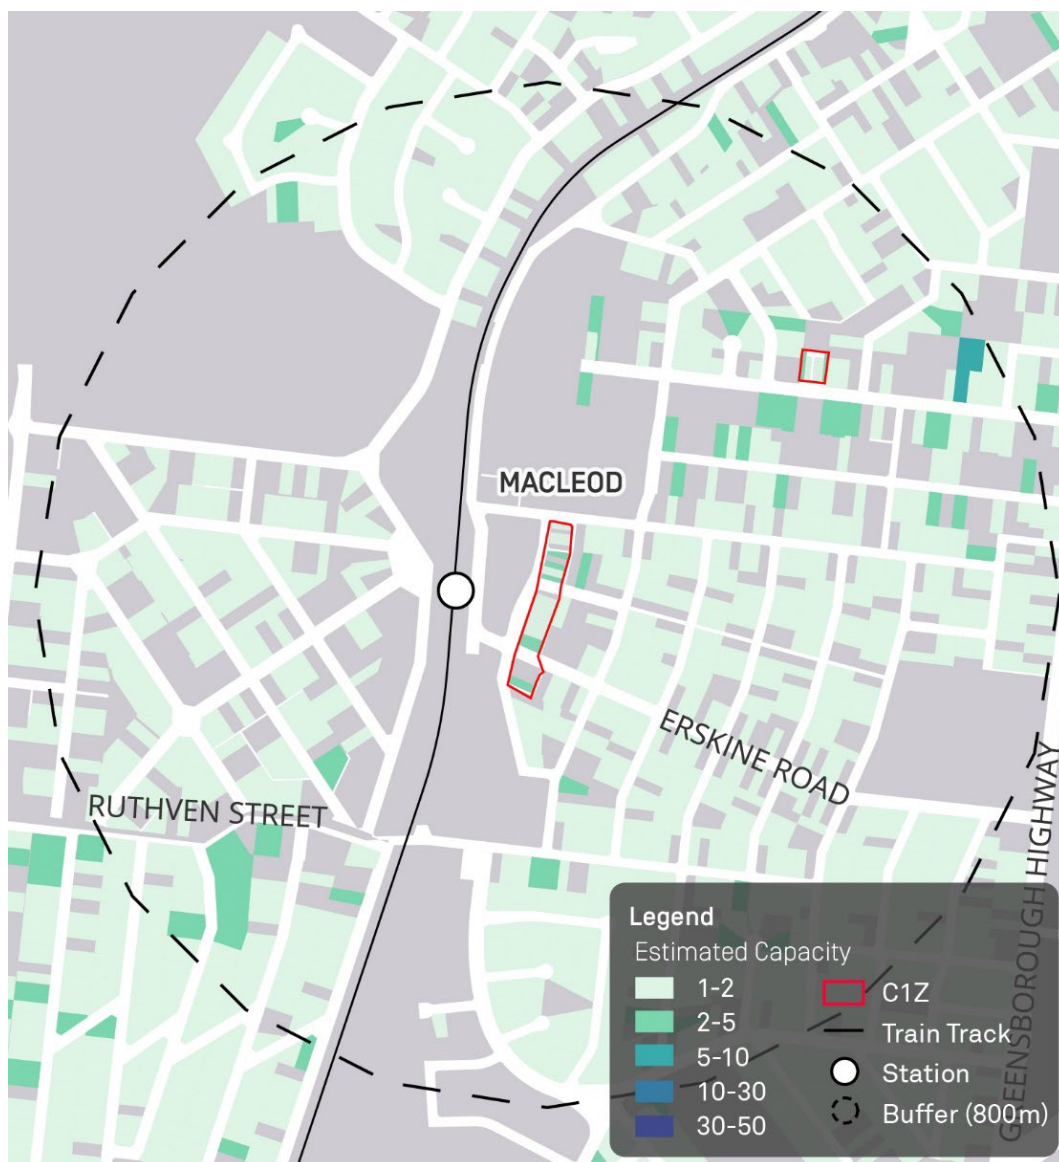 MACLEOD
ERSKINE ROAD
RUTHVEN STREET
GREENSBOROUGH HIGHWAY
Legend
Estimated Capacity
1-2
2-5
5-10
10-30
30-50
C1Z
Train Track
Station
Buffer (800m)